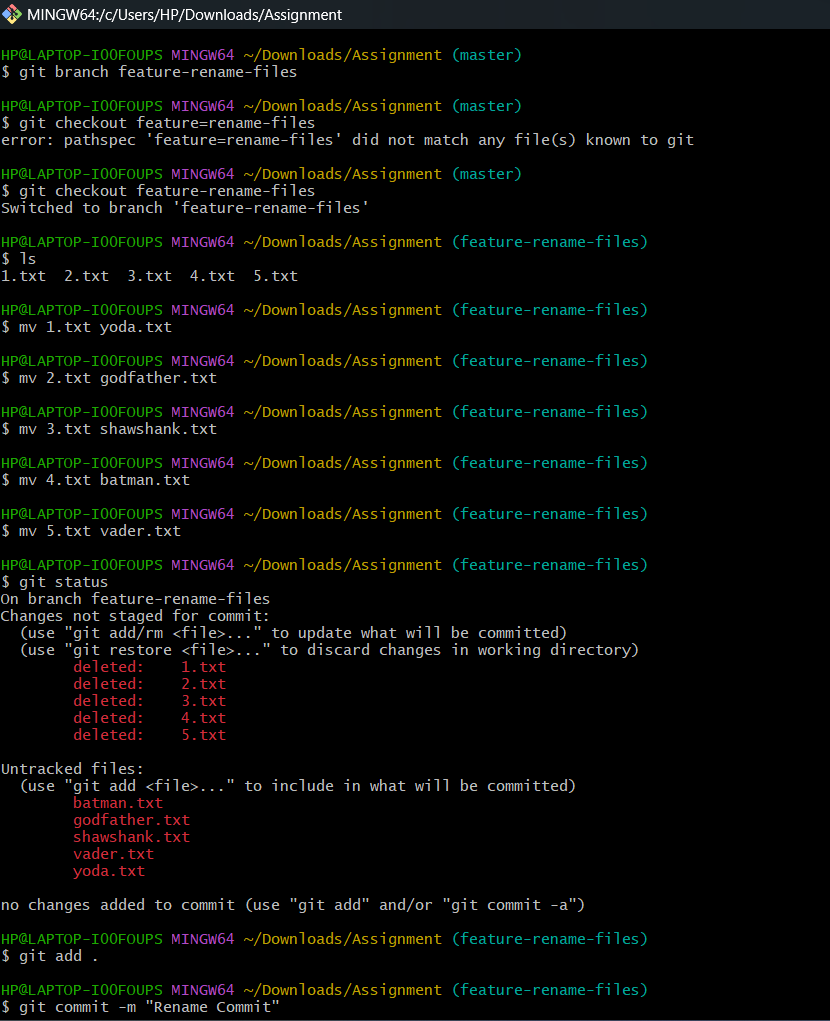 MINGW64:/c/Users/HP/Downloads/Assignment
HP@LAPTOP-IO0FOUPS MINGW64 ~/Downloads/Assignment (master)
$ git branch feature-rename-files
HP@LAPTOP-IO0FOUPS MINGW64 ~/Downloads/Assignment (master)
$ git checkout feature=rename-files
error: pathspec 'feature=rename-files' did not match any file(s) known to git
HP@LAPTOP-IO0FOUPS MINGW64 ~/Downloads/Assignment (master)
$ git checkout feature-rename-files
Switched to branch 'feature-rename-files'
HP@LAPTOP-IO0FOUPS MINGW64 ~/Downloads/Assignment (feature-rename-files)
$ ls
1.txt  2.txt  3.txt  4.txt  5.txt
HP@LAPTOP-IO0FOUPS MINGW64 ~/Downloads/Assignment (feature-rename-files)
$ mv 1.txt yoda.txt
HP@LAPTOP-IO0FOUPS MINGW64 ~/Downloads/Assignment (feature-rename-files)
$ mv 2.txt godfather.txt
HP@LAPTOP-IO0FOUPS MINGW64 ~/Downloads/Assignment (feature-rename-files)
$ mv 3.txt shawshank.txt
HP@LAPTOP-IO0FOUPS MINGW64 ~/Downloads/Assignment (feature-rename-files)
$ mv 4.txt batman.txt
HP@LAPTOP-IO0FOUPS MINGW64 ~/Downloads/Assignment (feature-rename-files)
$ mv 5.txt vader.txt
HP@LAPTOP-IO0FOUPS MINGW64 ~/Downloads/Assignment (feature-rename-files)
$ git status
On branch feature-rename-files
Changes not staged for commit:
  (use "git add/rm <file>..." to update what will be committed)
  (use "git restore <file>..." to discard changes in working directory)
        deleted:    1.txt
        deleted:    2.txt
        deleted:    3.txt
        deleted:    4.txt
        deleted:    5.txt
Untracked files:
  (use "git add <file>..." to include in what will be committed)
        batman.txt
        godfather.txt
        shawshank.txt
        vader.txt
        yoda.txt
no changes added to commit (use "git add" and/or "git commit -a")
HP@LAPTOP-IO0FOUPS MINGW64 ~/Downloads/Assignment (feature-rename-files)
$ git add .
HP@LAPTOP-IO0FOUPS MINGW64 ~/Downloads/Assignment (feature-rename-files)
$ git commit -m "Rename Commit"